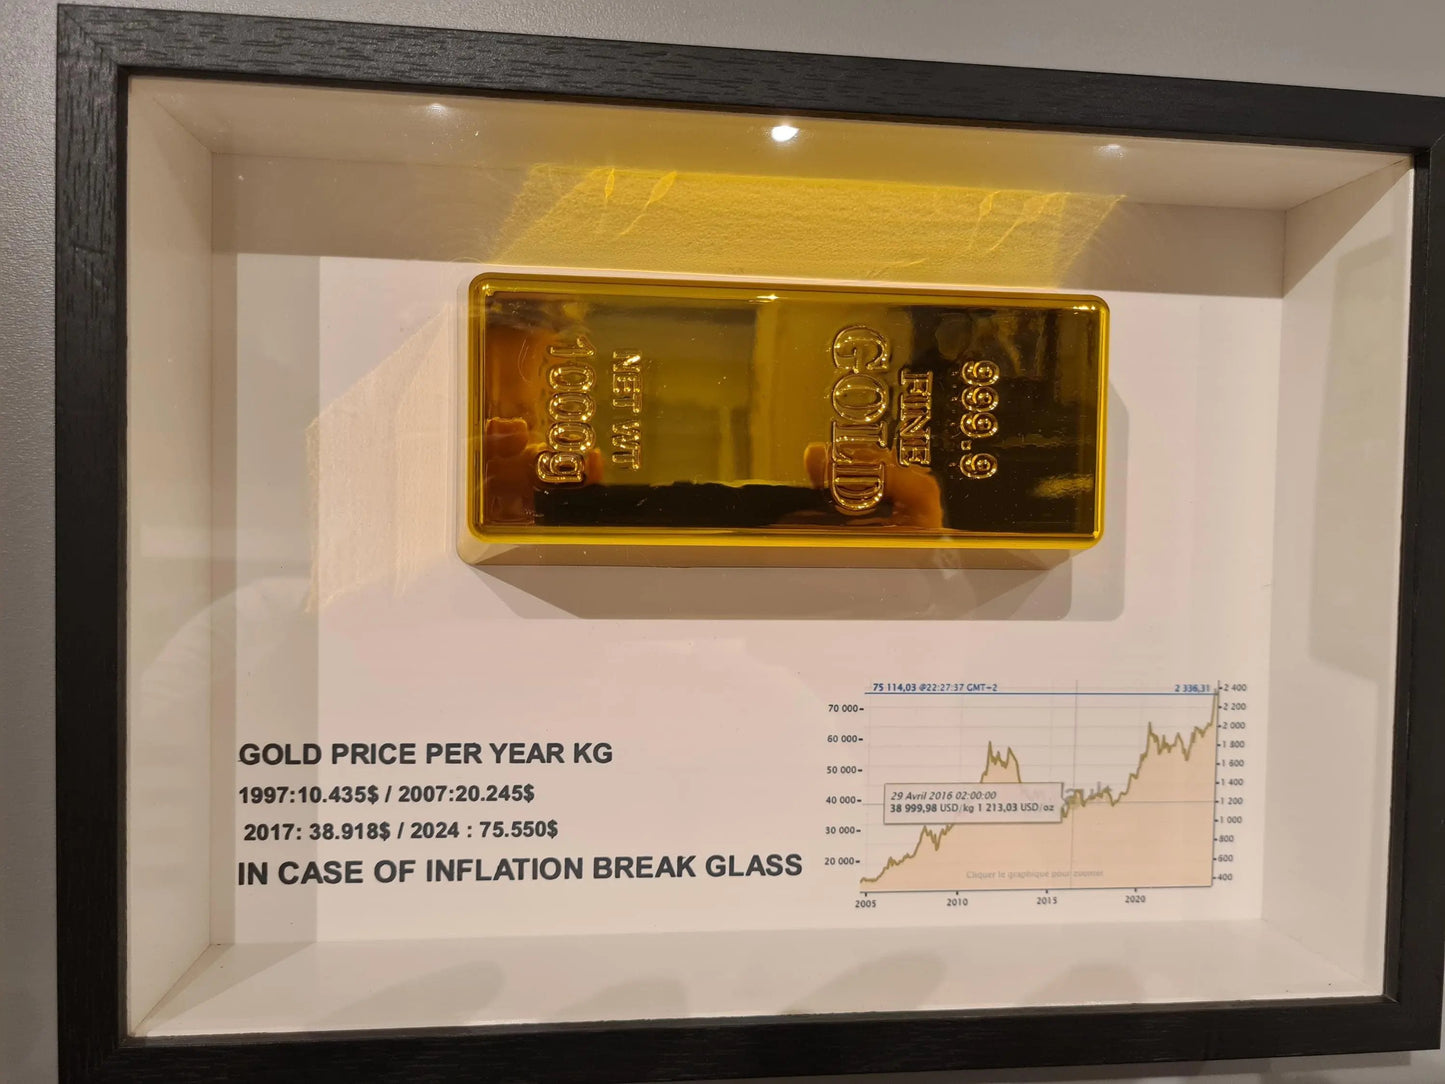 999.9
FINE
GOLD
NET WT
1000g
GOLD PRICE PER YEAR KG
1997:10.435$ / 2007:20.245$
2017: 38.918$ / 2024 : 75.550$
IN CASE OF INFLATION BREAK GLASS
75 114,03 @22:27:37 GMT-2
2 336,31
70 000
60 000
50 000
40 000
30 000
20 000
2 400
2 200
2 000
1 800
1 600
1 400
1 200
1 000
800
600
400
29 Avril 2016 02:00:00
38 999,98 USD/kg 1 213,03 USD/oz
Cliquer le graphique pour zoomer
2005
2010
2015
2020